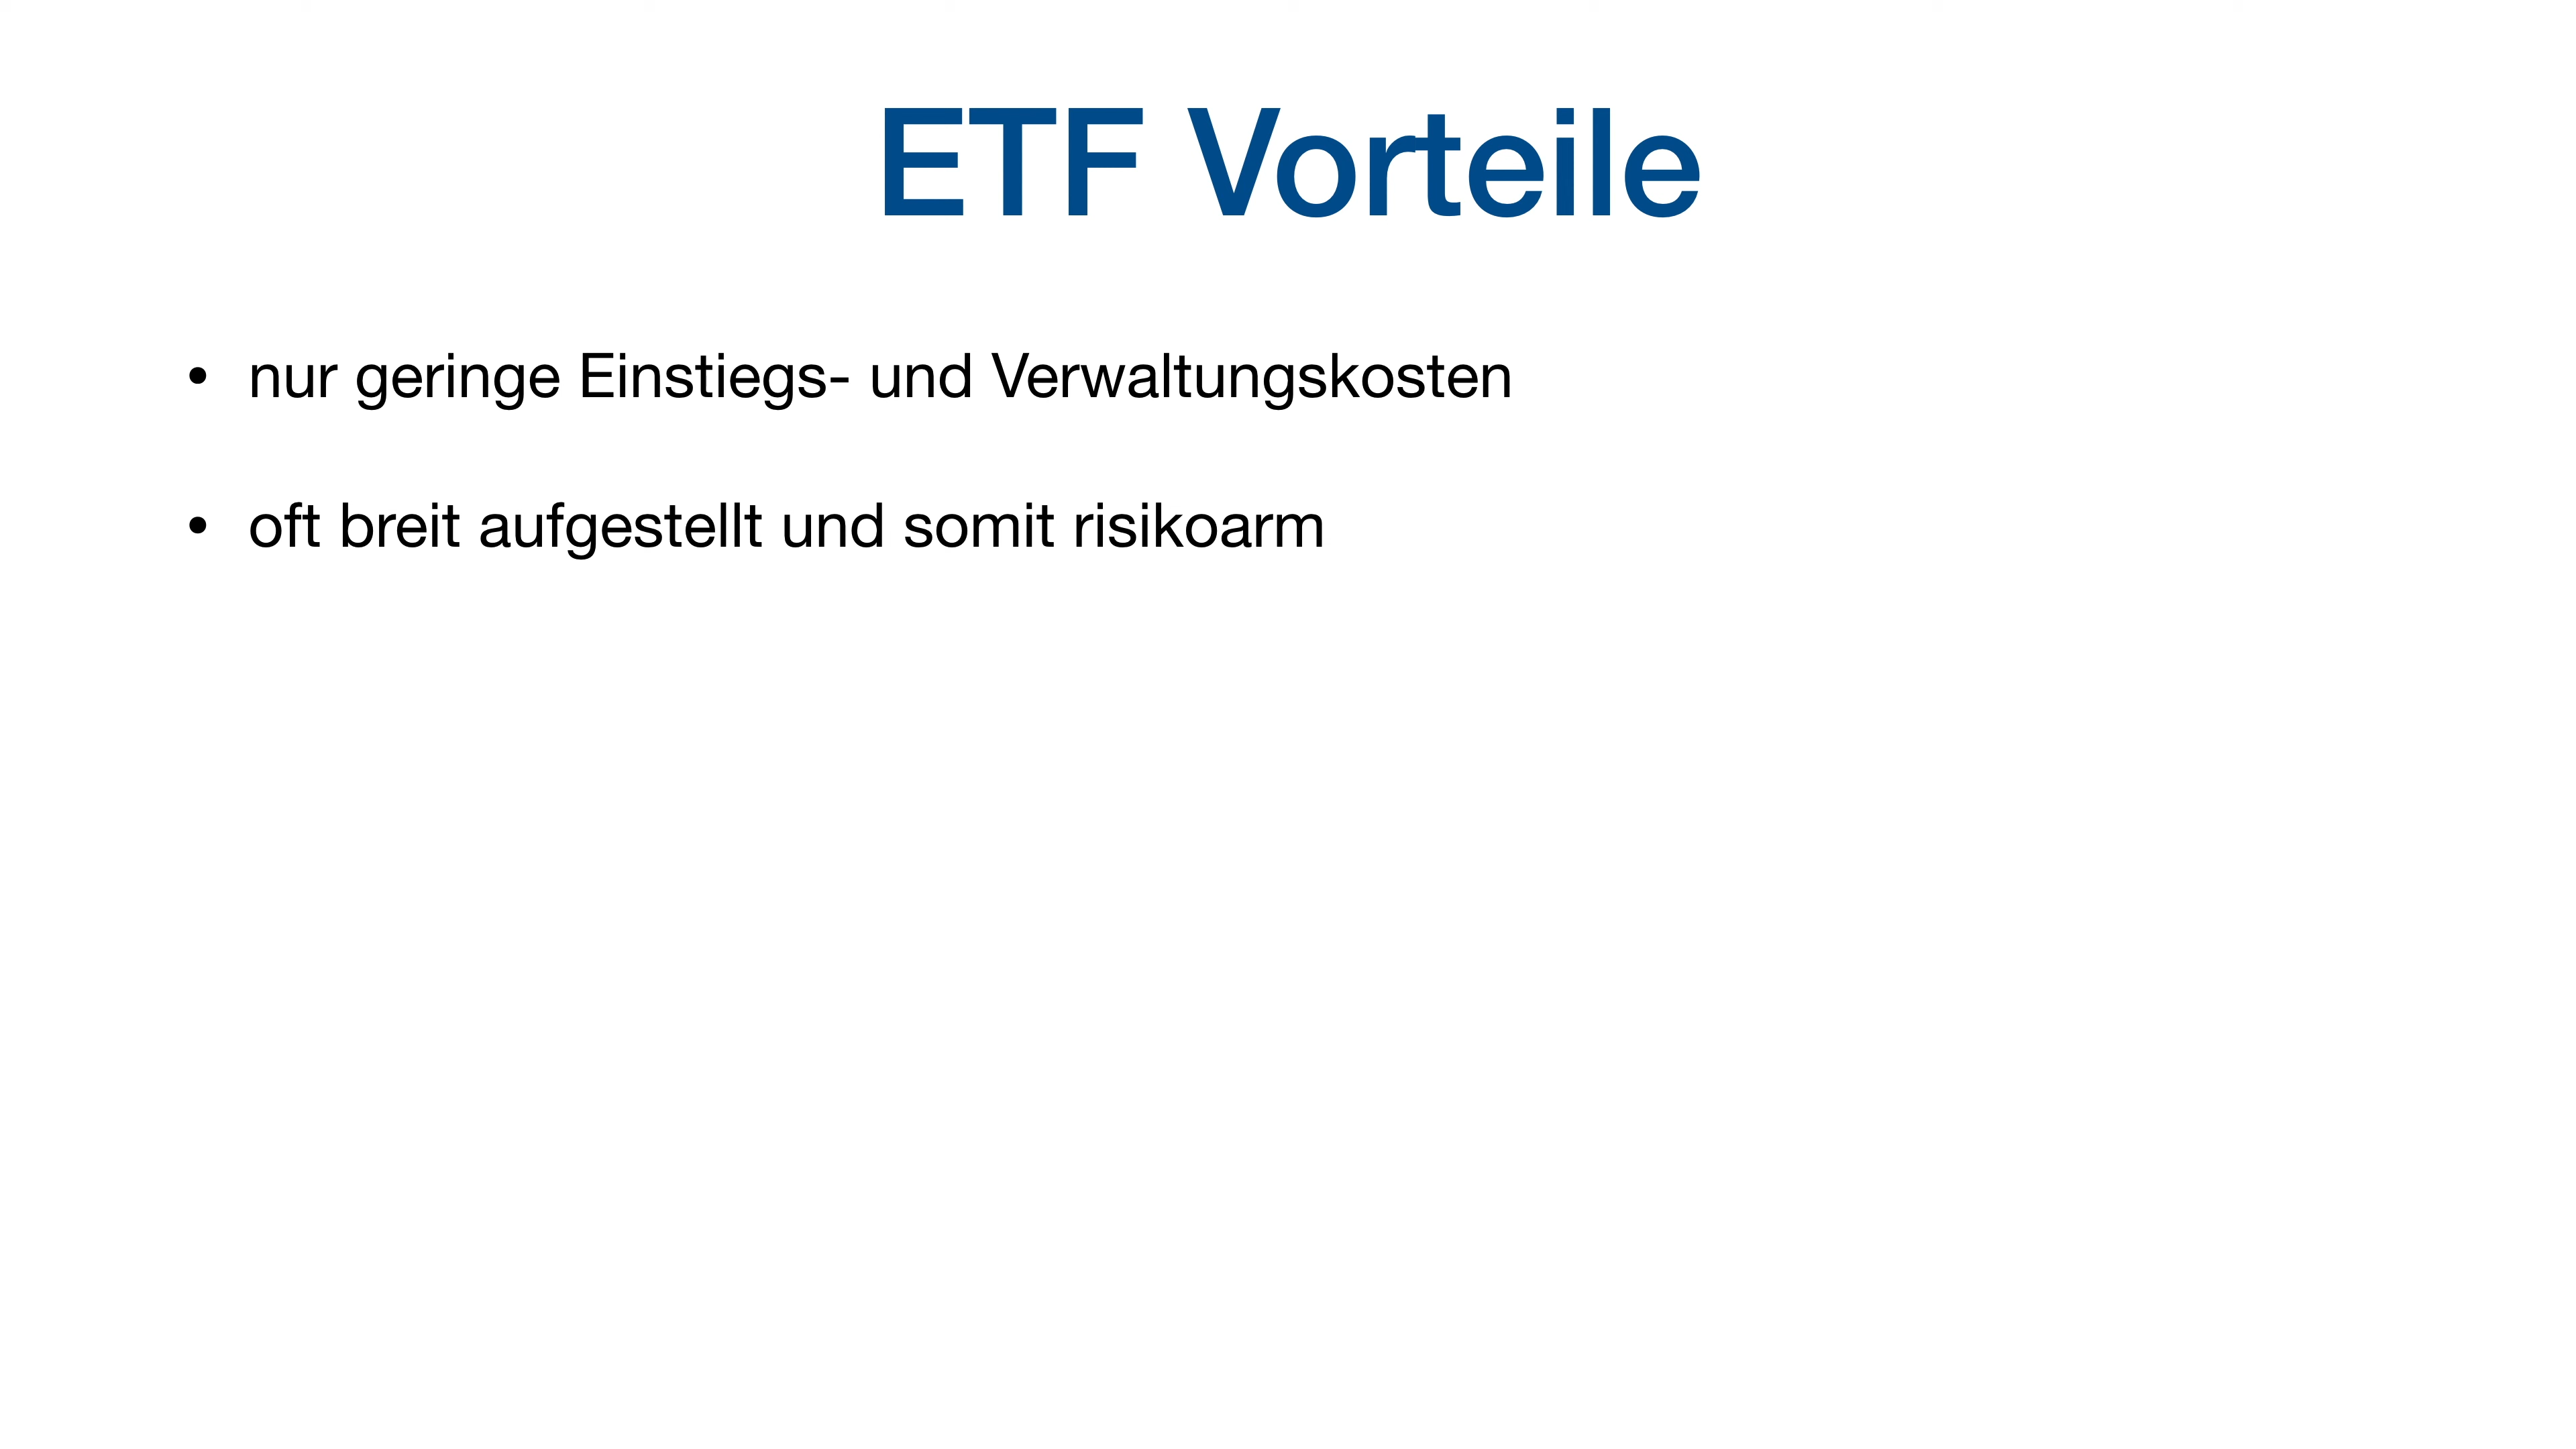 ETF Vorteile
• nur geringe Einstiegs- und Verwaltungskosten
• oft breit aufgestellt und somit risikoarm